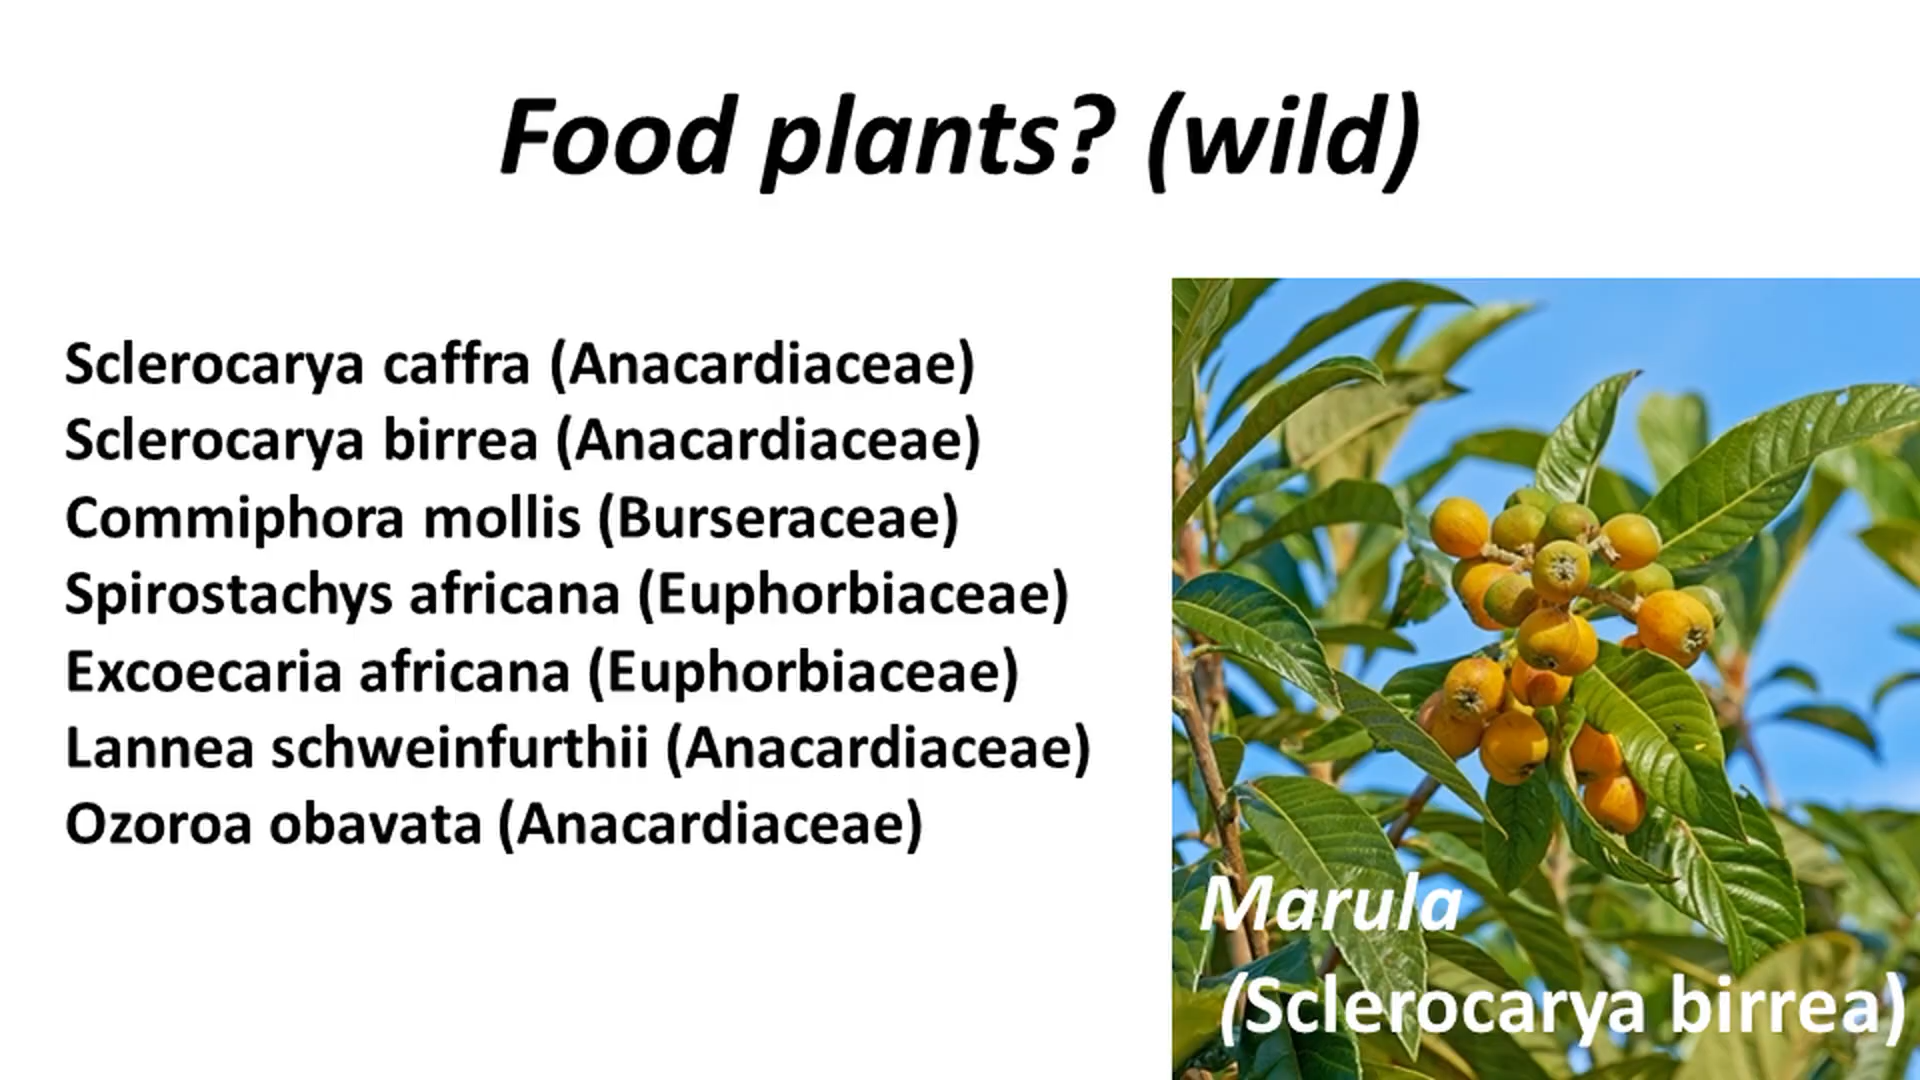 Food plants? (wild)
Sclerocarya caffra (Anacardiaceae)
Sclerocarya birrea (Anacardiaceae)
Commiphora mollis (Burseraceae)
Spirostachys africana (Euphorbiaceae)
Excoecaria africana (Euphorbiaceae)
Lannea schweinfurthii (Anacardiaceae)
Ozoroa obavata (Anacardiaceae)
Marula
(Sclerocarya birrea)